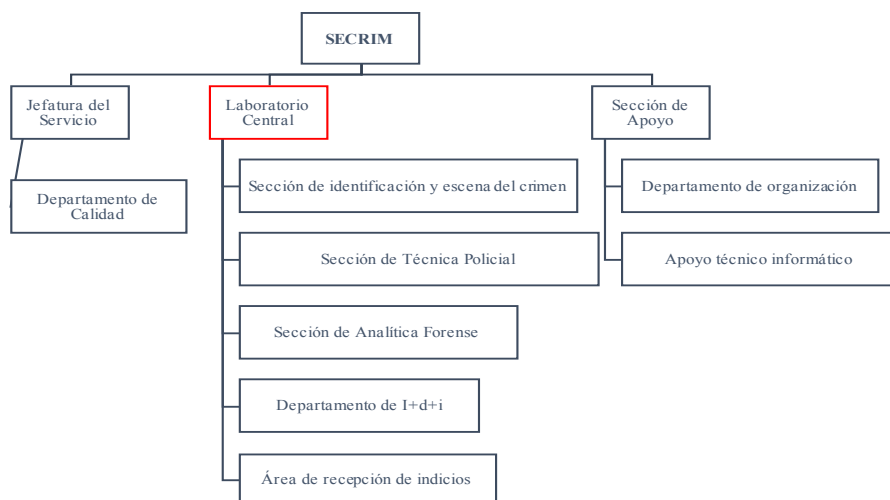 SECRIM
Jefatura del
Servicio
Laboratorio
Central
Sección de
Apoyo
Departamento de
Calidad
Sección de identificación y escena del crimen
Sección de Técnica Policial
Sección de Analítica Forense
Departamento de I+d+i
Área de recepción de indicios
Departamento de organización
Apoyo técnico informático